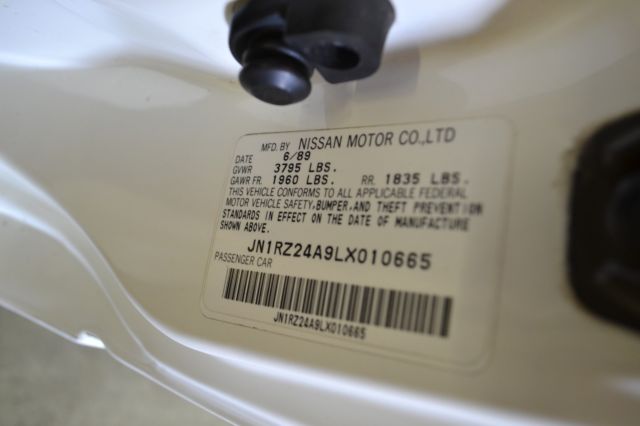 MFD. BY NISSAN MOTOR CO.,LTD
DATE 6/89
GVWR 3795 LBS.
GAWR FR. 1960 LBS. RR. 1835 LBS.
THIS VEHICLE CONFORMS TO ALL APPLICABLE FEDERAL
MOTOR VEHICLE SAFETY,BUMPER,AND THEFT PREVENTION
STANDARDS IN EFFECT ON THE DATE OF MANUFACTURE
SHOWN ABOVE.
JN1RZ24A9LX010665
PASSENGER CAR
JN1RZ24A9LX010665